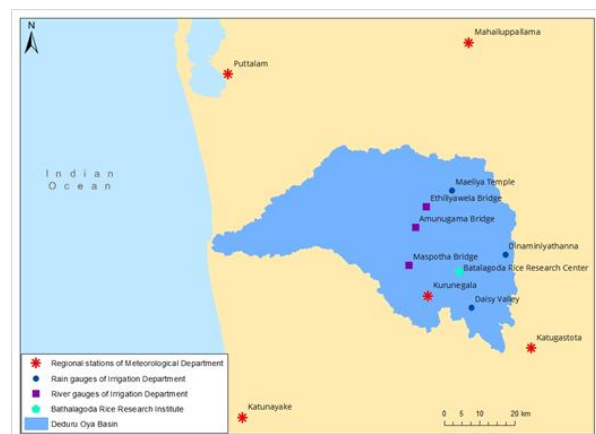 N
Mahailuppallama
Puttalam
Indian
Ocean
Maeliya Temple
Ethiliyawela Bridge
Amunugama Bridge
Dinaminiyathanna
Maspotha Bridge
Batalagoda Rice Research Center
Kurunegala
Daisy Valley
Katugastota
Regional stations of Meteorological Department
Rain gauges of Irrigation Department
River gauges of Irrigation Department
Bathalagoda Rice Research Institute
Deduru Oya Basin
Katunayake
0 5 10 20 km